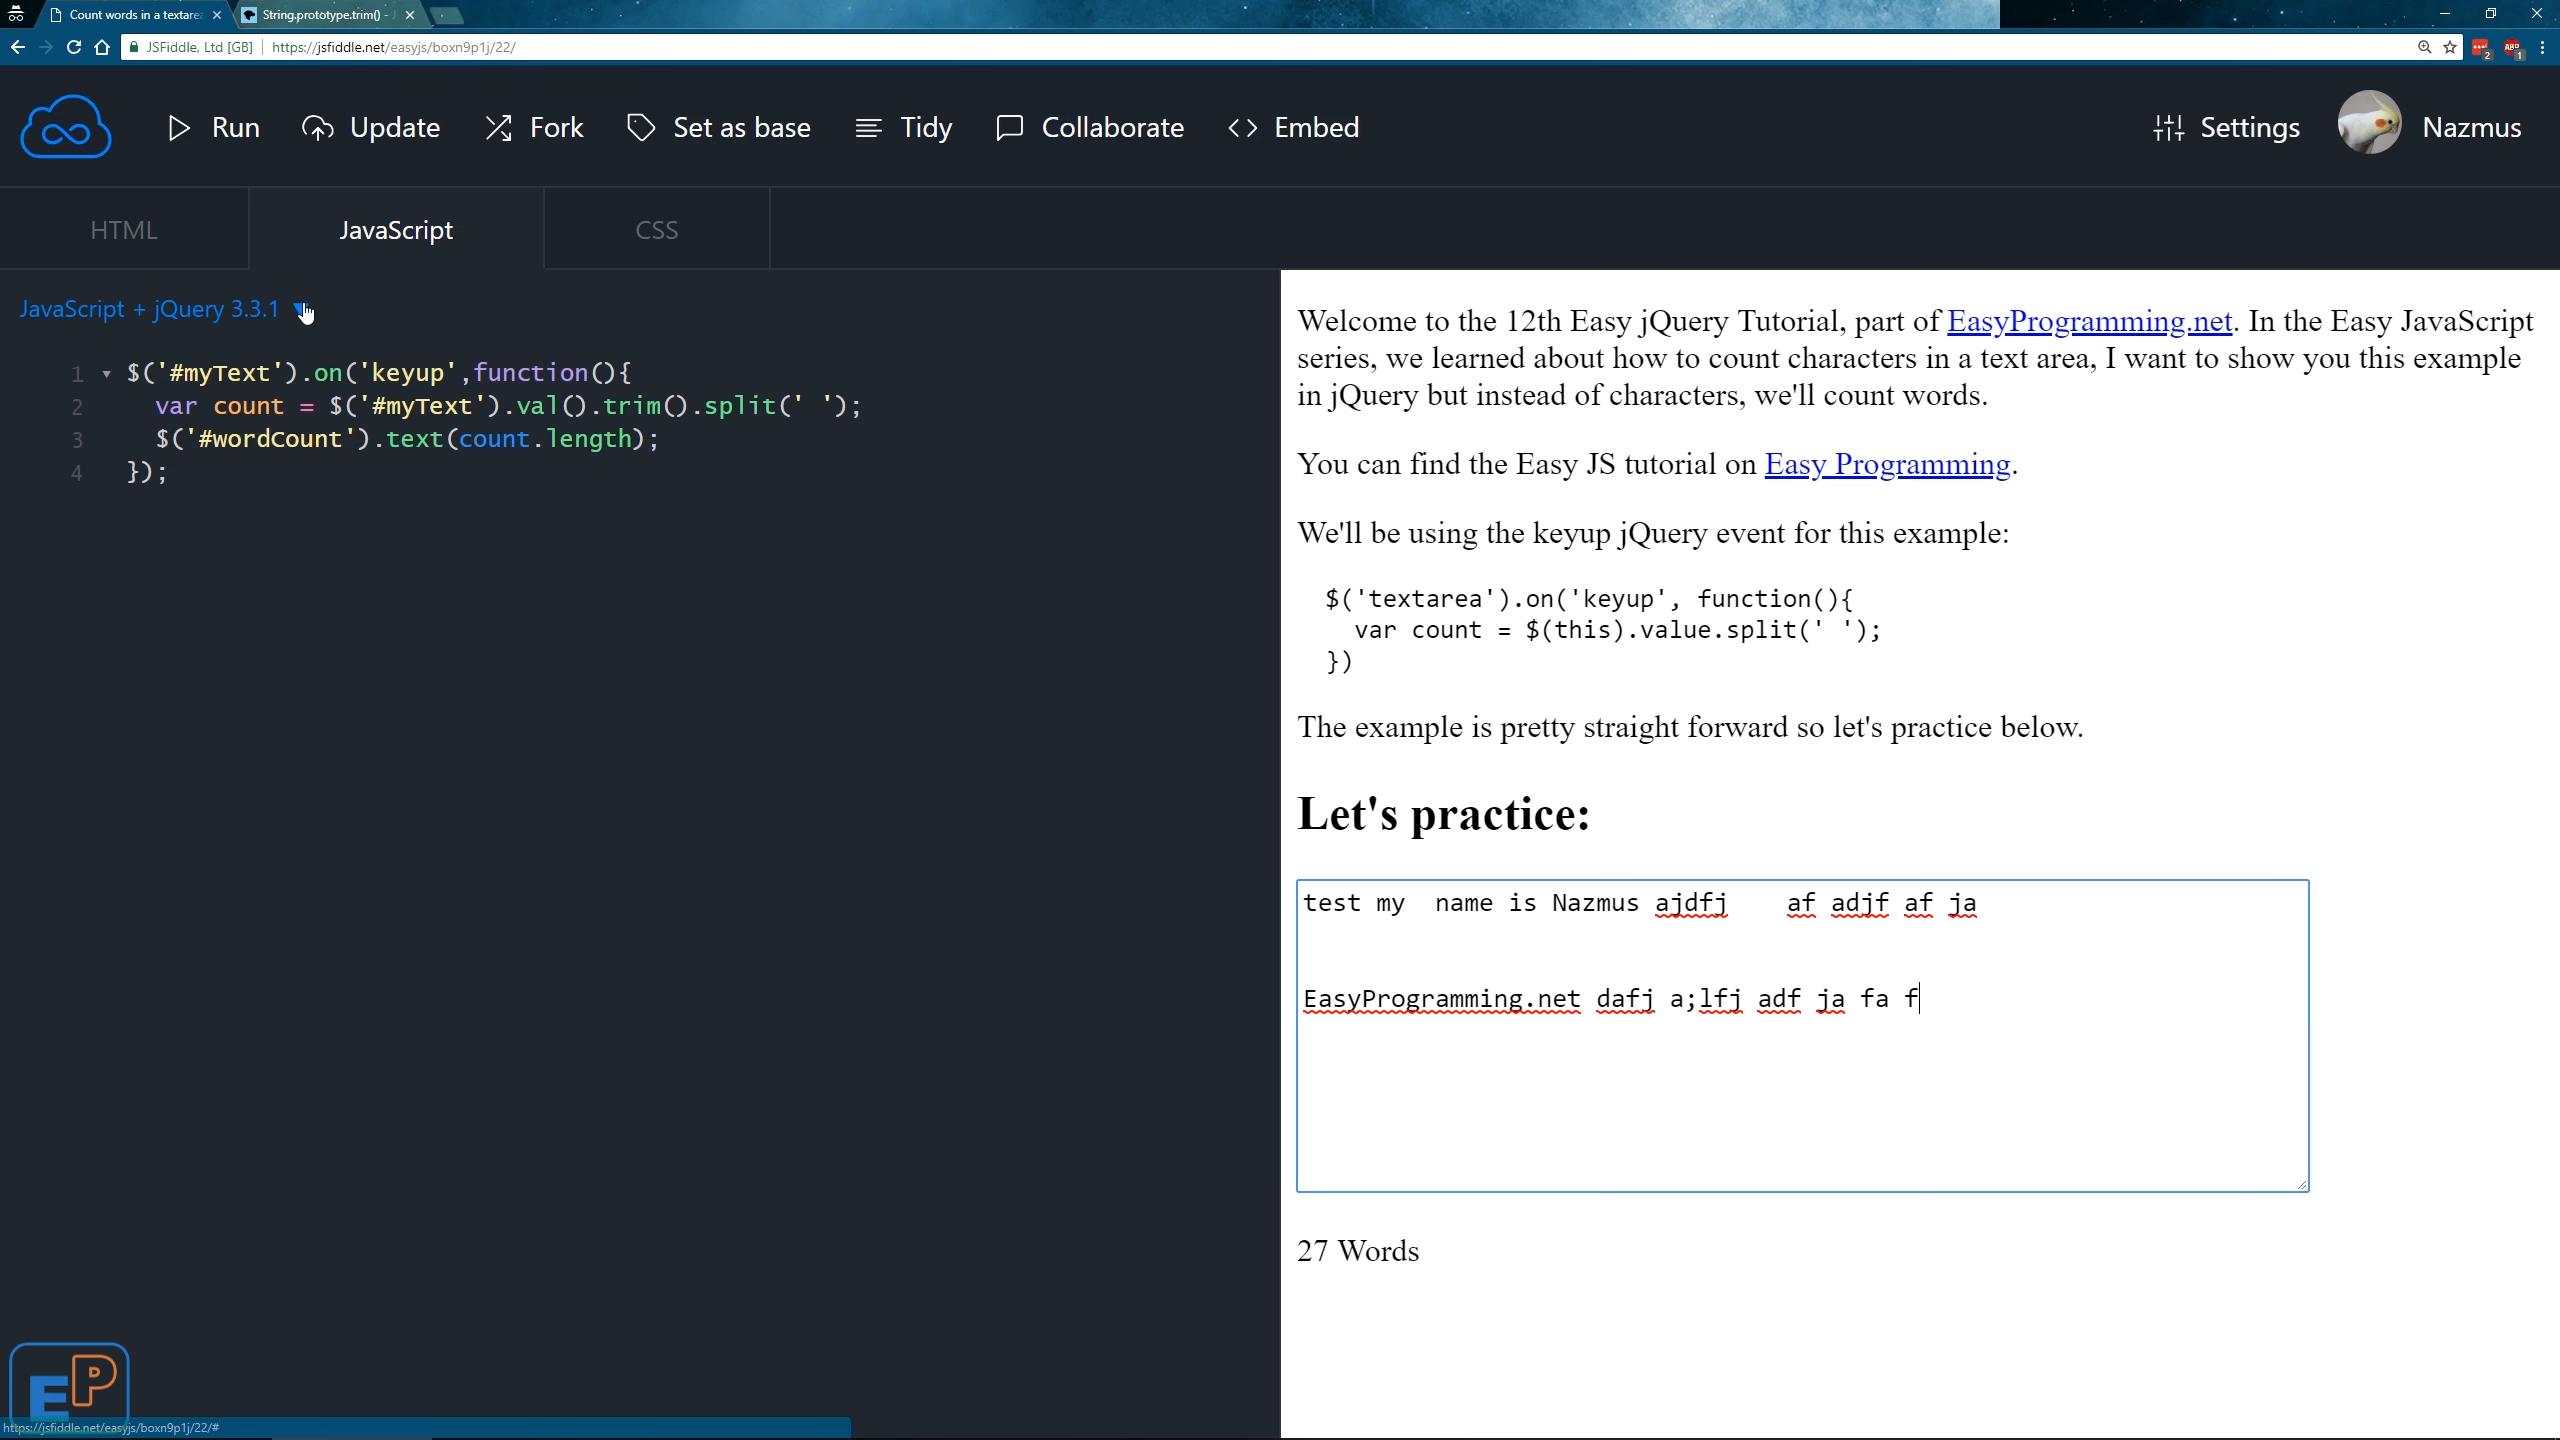 Count words in a textarea
String.prototype.trim() - J
JSFiddle, Ltd [GB] https://jsfiddle.net/easyjs/boxn9p1j/22/
ABP
2
1
Run Update Fork Set as base Tidy Collaborate Embed Settings Nazmus
HTML JavaScript CSS
JavaScript + jQuery 3.3.1
1 $('#myText').on('keyup',function(){
2 var count = $('#myText').val().trim().split(' ');
3 $('#wordCount').text(count.length);
4 });
Welcome to the 12th Easy jQuery Tutorial, part of EasyProgramming.net. In the Easy JavaScript
series, we learned about how to count characters in a text area, I want to show you this example
in jQuery but instead of characters, we'll count words.
You can find the Easy JS tutorial on Easy Programming.
We'll be using the keyup jQuery event for this example:
$('textarea').on('keyup', function(){
var count = $(this).value.split(' ');
})
The example is pretty straight forward so let's practice below.
Let's practice:
test my  name is Nazmus ajdfj    af adjf af ja
EasyProgramming.net dafj a;lfj adf ja fa f
27 Words
EP
https://jsfiddle.net/easyjs/boxn9p1j/22/#